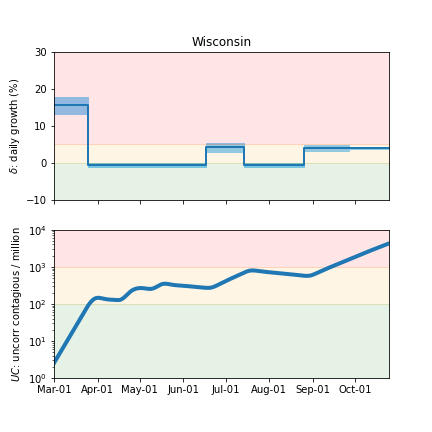 Wisconsin
δ: daily growth (%)
30
20
10
0
−10
UC: uncorr contagious / million
10⁴
10³
10²
10¹
10⁰
Mar-01 Apr-01 May-01 Jun-01 Jul-01 Aug-01 Sep-01 Oct-01